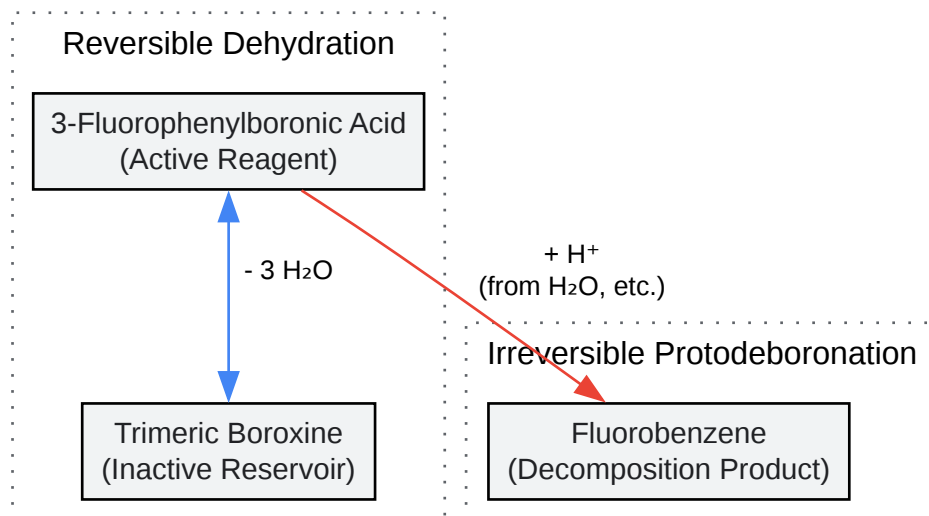 Reversible Dehydration
3-Fluorophenylboronic Acid
(Active Reagent)
- 3 H₂O
+ H⁺
(from H₂O, etc.)
Irreversible Protodeboronation
Trimeric Boroxine
(Inactive Reservoir)
Fluorobenzene
(Decomposition Product)